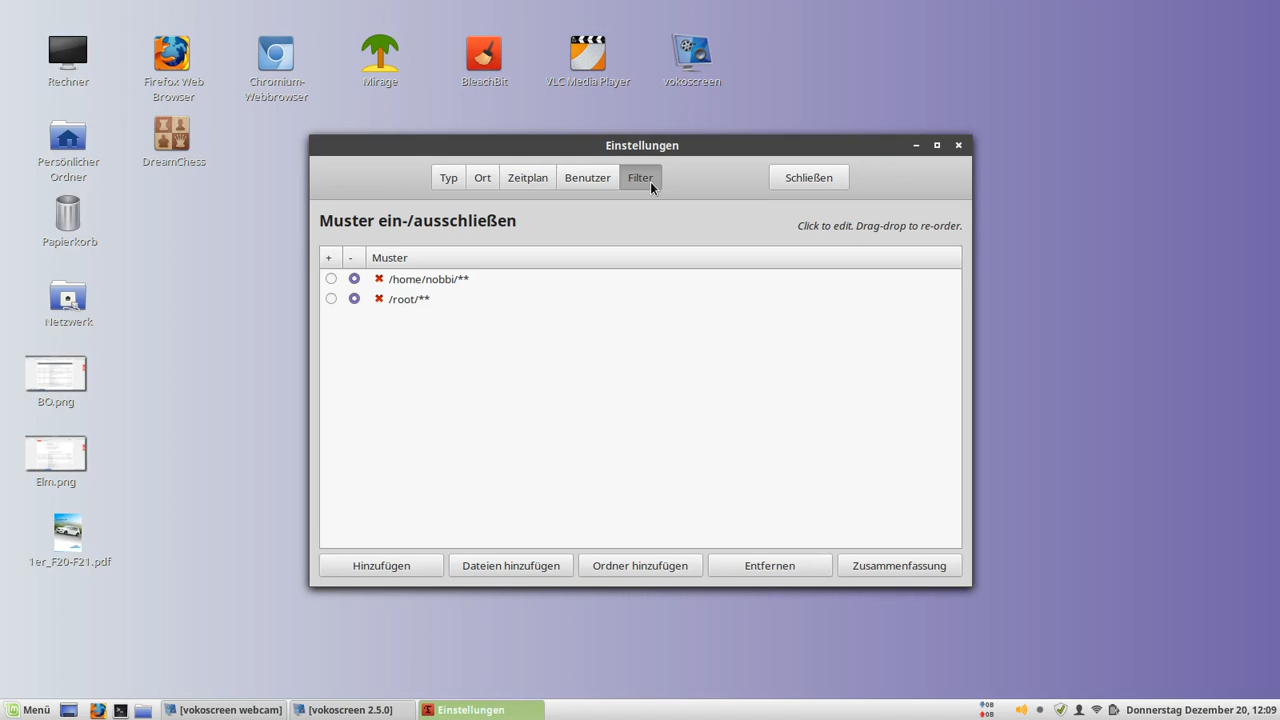 Rechner
Firefox Web
Browser
Chromium-
Webbrowser
Mirage
BleachBit
VLC Media Player
vokoscreen
Persönlicher
Ordner
DreamChess
Papierkorb
Netzwerk
BO.png
Elm.png
1er_F20-F21.pdf
Einstellungen
Typ
Ort
Zeitplan
Benutzer
Filter
Schließen
Muster ein-/ausschließen
Click to edit. Drag-drop to re-order.
+ - Muster
/home/nobbi/**
/root/**
Hinzufügen
Dateien hinzufügen
Ordner hinzufügen
Entfernen
Zusammenfassung
Menü
[vokoscreen webcam]
[vokoscreen 2.5.0]
Einstellungen
0B
0B
Donnerstag Dezember 20, 12:09